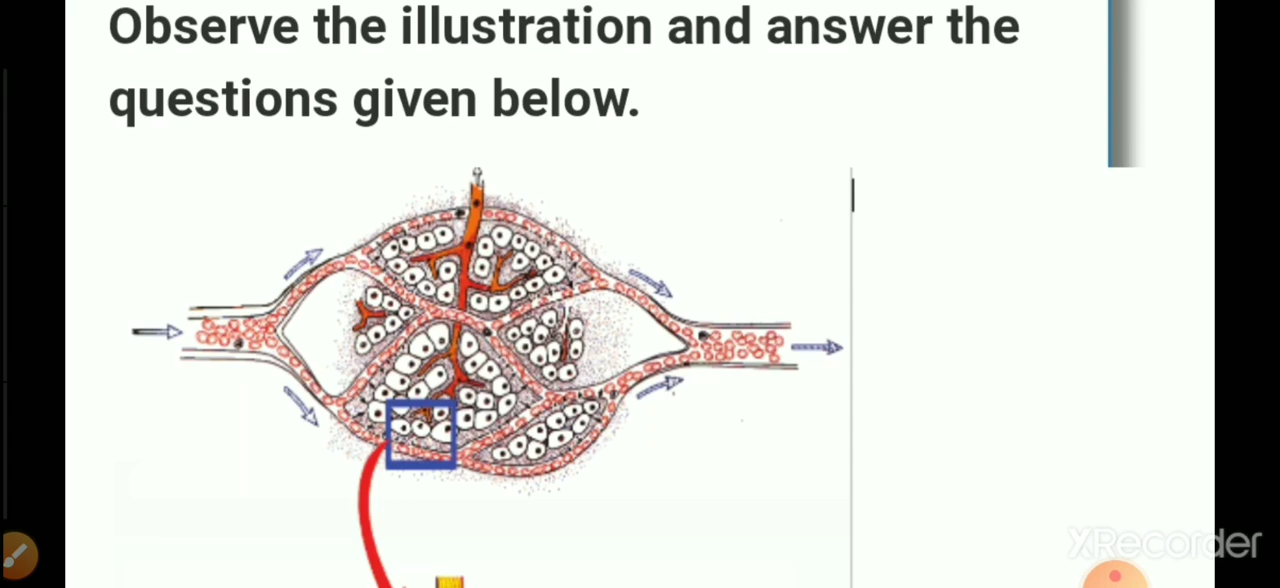 Observe the illustration and answer the
questions given below.
XRecorder